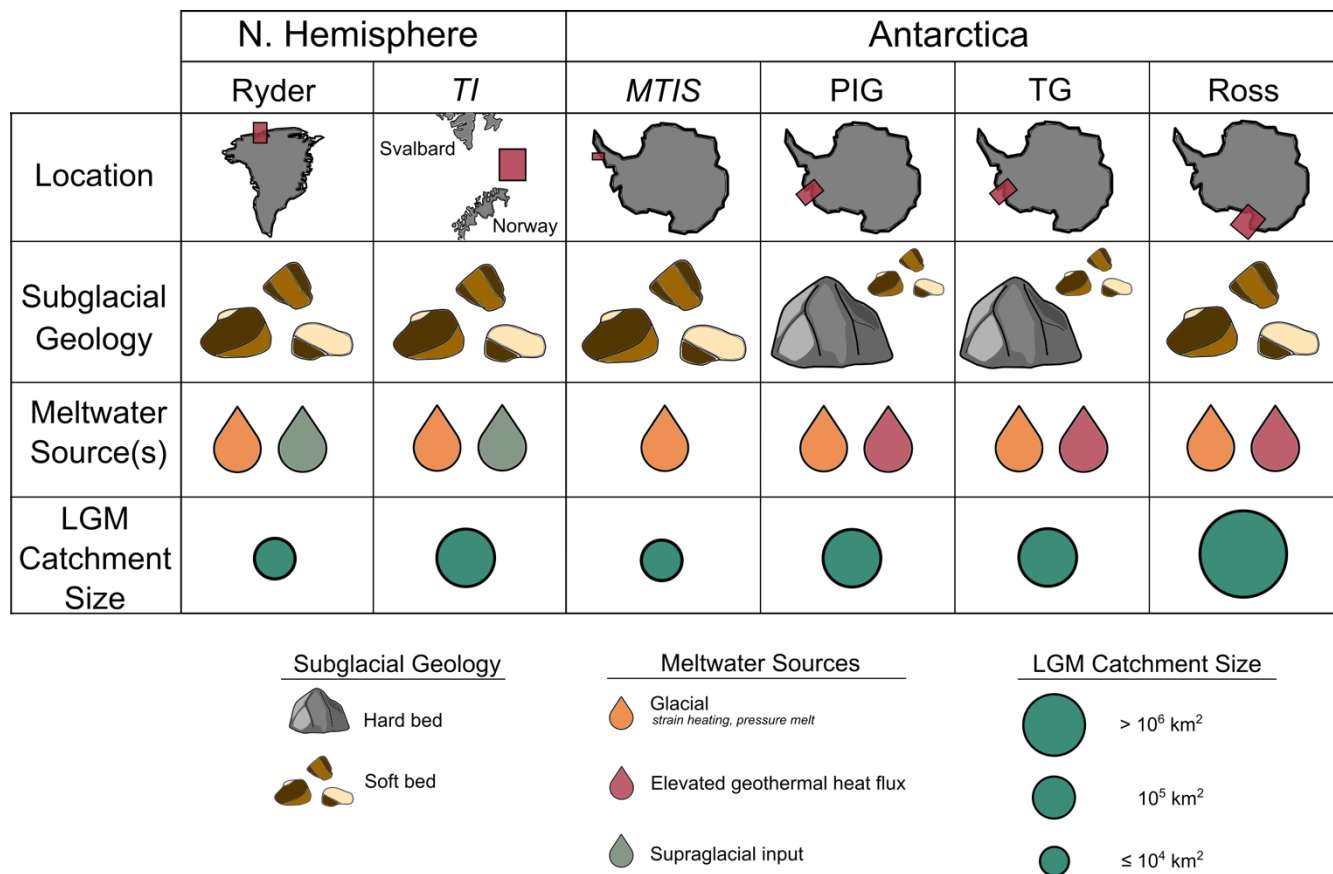 N. Hemisphere
Antarctica
Ryder
TI
MTIS
PIG
TG
Ross
Location
Svalbard
Norway
Subglacial
Geology
Meltwater
Source(s)
LGM
Catchment
Size
Subglacial Geology
Hard bed
Soft bed
Meltwater Sources
Glacial
strain heating, pressure melt
Elevated geothermal heat flux
Supraglacial input
LGM Catchment Size
> 10⁶ km²
10⁵ km²
≤ 10⁴ km²